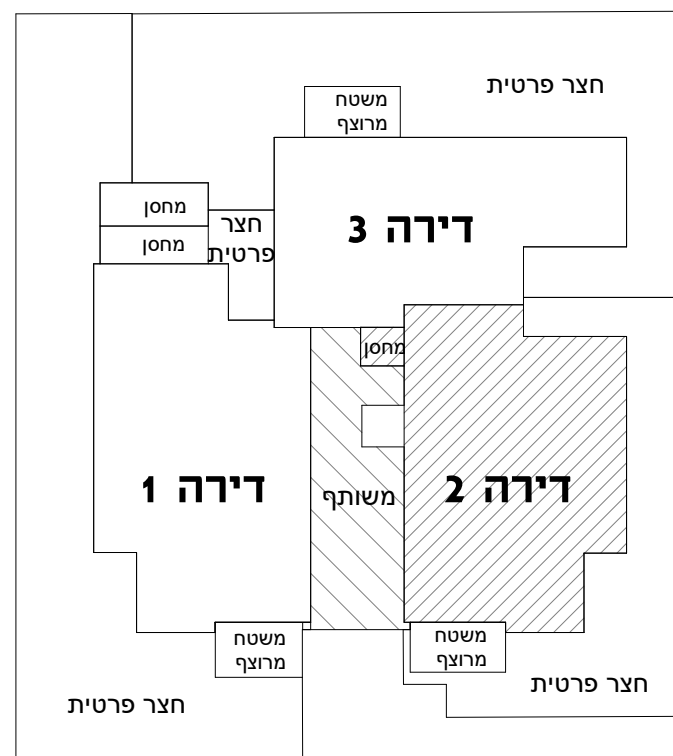 חצר פרטית
משטח
מרוצף
מחסן
מחסן
חצר
פרטית
דירה 3
מחסן
דירה 1
משותף
דירה 2
משטח
מרוצף
משטח
מרוצף
חצר פרטית
חצר פרטית